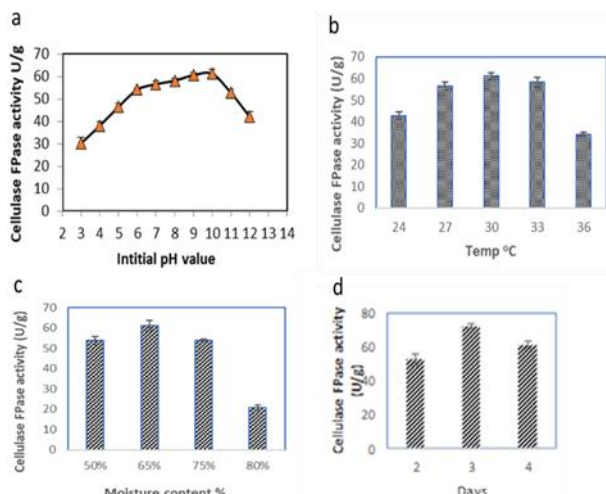 a
Cellulase FPase activity U/g
70
60
50
40
30
20
10
0
2 3 4 5 6 7 8 9 10 11 12 13 14
Intitial pH value
b
Cellulase FPase activity (U/g)
70
60
50
40
30
20
10
0
24 27 30 33 36
Temp ºC
c
Cellulase FPase activity (U/g)
70
60
50
40
30
20
10
0
50% 65% 75% 80%
Moisture content %
d
Cellulase FPase activity
(U/g)
80
60
40
20
0
2 3 4
Days